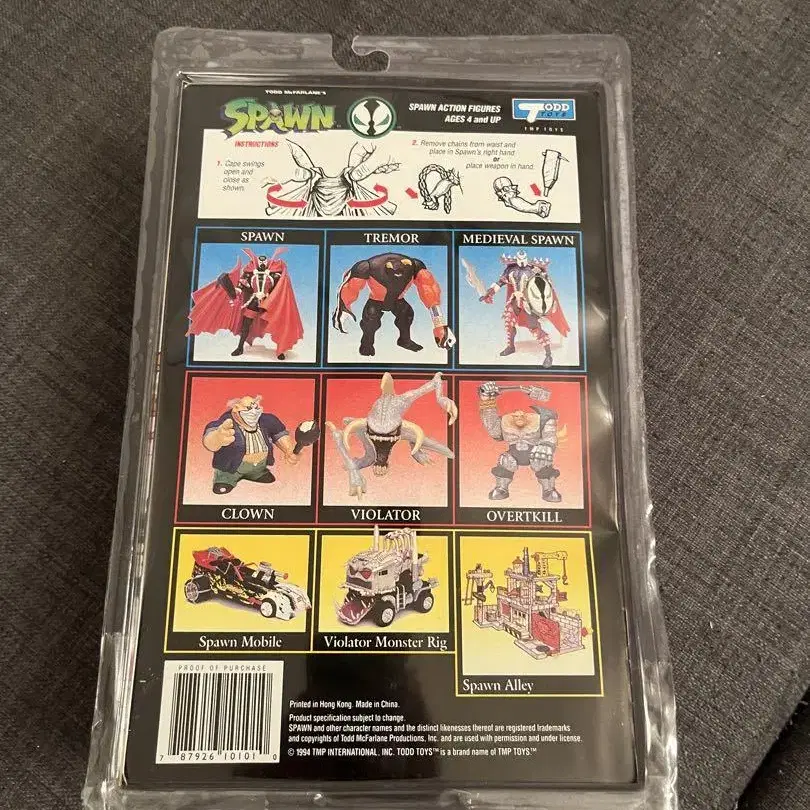 TODD McFARLANE'S
SPAWN
SPAWN ACTION FIGURES
AGES 4 and UP
TODD
TOYS
TMP TOYS
INSTRUCTIONS
1. Cape swings
open and
close as
shown.
2. Remove chains from waist and
place in Spawn's right hand
or
place weapon in hand.
SPAWN
TREMOR
MEDIEVAL SPAWN
CLOWN
VIOLATOR
OVERTKILL
Spawn Mobile
Violator Monster Rig
Spawn Alley
PROOF OF PURCHASE
7 87926 10101 0
Printed in Hong Kong. Made in China.
Product specification subject to change.
SPAWN and other character names and the distinct likenesses thereof are registered trademarks
and copyrights of Todd McFarlane Productions, Inc. and are used with permission and under license.
© 1994 TMP INTERNATIONAL, INC. TODD TOYS™ is a brand name of TMP TOYS™